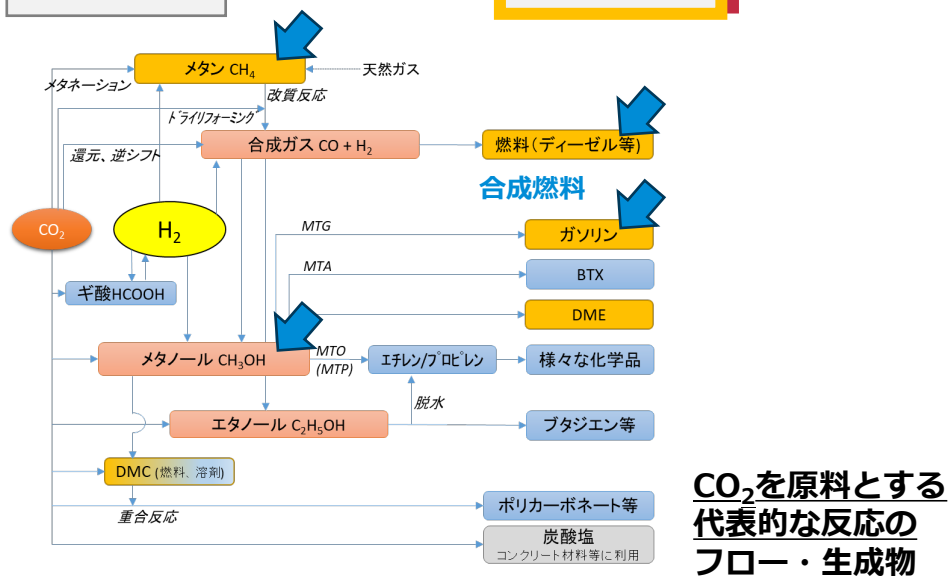 メタン CH₄
天然ガス
メタネーション
改質反応
ドライリフォーミング
合成ガス CO + H₂
燃料(ディーゼル等)
還元、逆シフト
合成燃料
CO₂
H₂
MTG
ガソリン
MTA
BTX
ギ酸HCOOH
DME
メタノール CH₃OH
MTO
(MTP)
エチレン/プロピレン
様々な化学品
脱水
エタノール C₂H₅OH
ブタジエン等
DMC (燃料、溶剤)
重合反応
ポリカーボネート等
炭酸塩
コンクリート材料等に利用
CO₂を原料とする
代表的な反応の
フロー・生成物